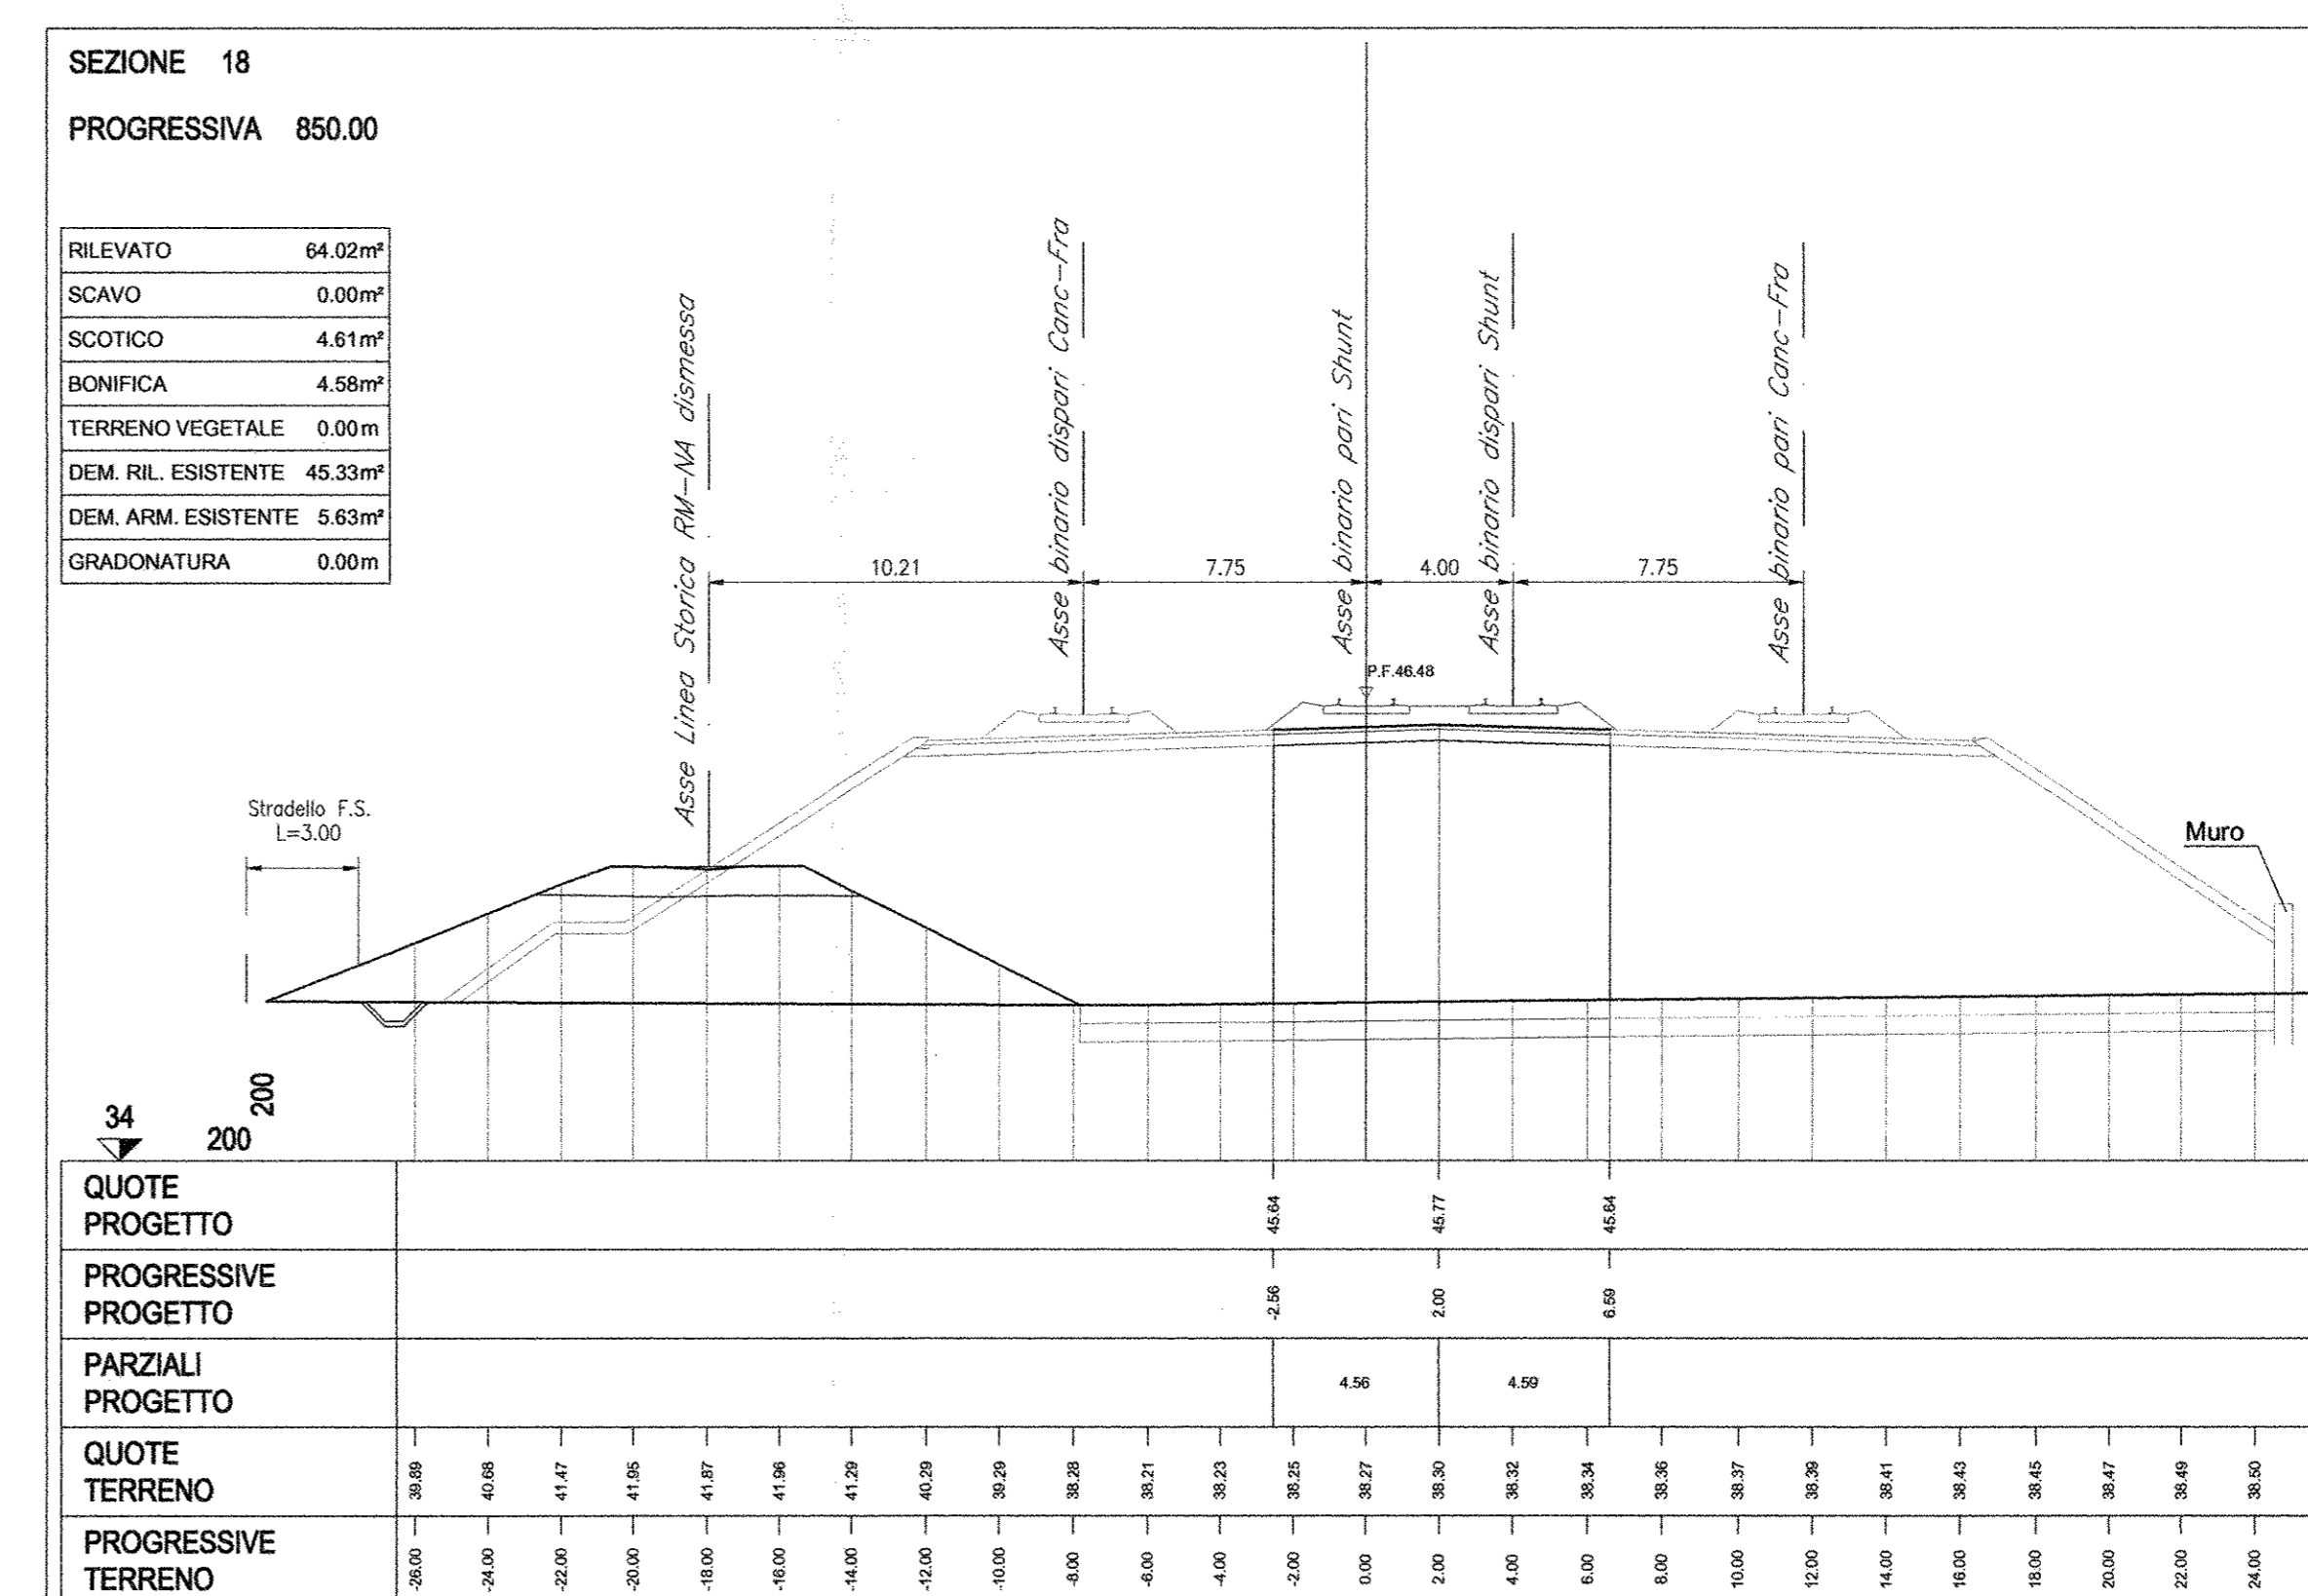 SEZIONE 18
PROGRESSIVA 850.00
RILEVATO 64.02m²
SCAVO 0.00m²
SCOTICO 4.61m²
BONIFICA 4.58m²
TERRENO VEGETALE 0.00m
DEM. RIL. ESISTENTE 45.33m²
DEM. ARM. ESISTENTE 5.63m²
GRADONATURA 0.00m
Asse Linea Storica RM-NA dismessa
Asse binario dispari Canc-Fra
Asse binario pari Shunt
Asse binario dispari Shunt
Asse binario pari Canc-Fra
10.21 7.75 4.00 7.75
P.F.46.48
Stradello F.S.
L=3.00
Muro
200
34
200
QUOTE
PROGETTO
45.64 45.77 45.64
PROGRESSIVE
PROGETTO
-2.56 2.00 6.59
PARZIALI
PROGETTO
4.56 4.59
QUOTE
TERRENO
39.89 40.68 41.47 41.95 41.87 41.96 41.29 40.29 39.29 38.28 38.21 38.23 38.25 38.27 38.30 38.32 38.34 38.36 38.37 38.39 38.41 38.43 38.45 38.47 38.49 38.50
PROGRESSIVE
TERRENO
-26.00 -24.00 -22.00 -20.00 -18.00 -16.00 -14.00 -12.00 -10.00 -8.00 -6.00 -4.00 -2.00 0.00 2.00 4.00 6.00 8.00 10.00 12.00 14.00 16.00 18.00 20.00 22.00 24.00